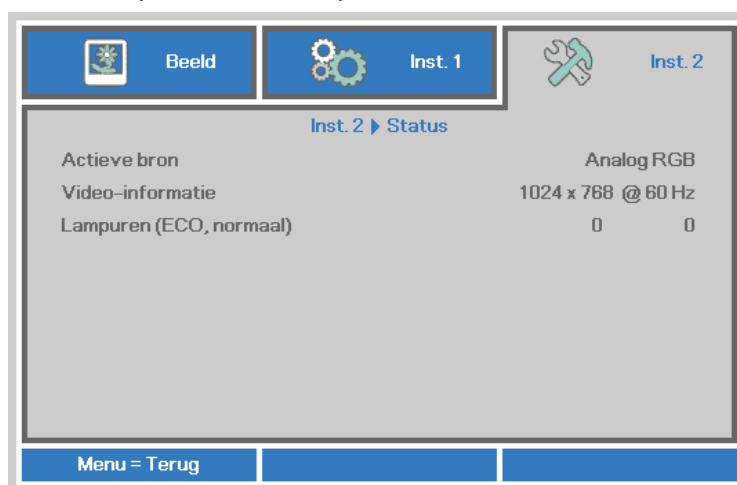 Beeld Inst. 1 Inst. 2
Inst. 2 Status
Actieve bron Analog RGB
Video-informatie 1024 x 768 @ 60 Hz
Lampuren (ECO, normaal) 0 0
Menu = Terug